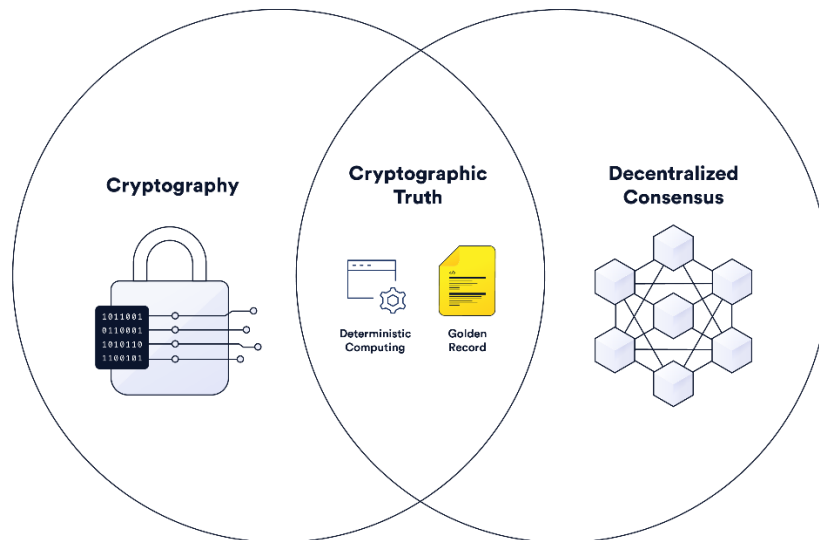 Cryptography
1011001
0110001
1010110
1100101
Cryptographic
Truth
Deterministic
Computing
Golden
Record
Decentralized
Consensus